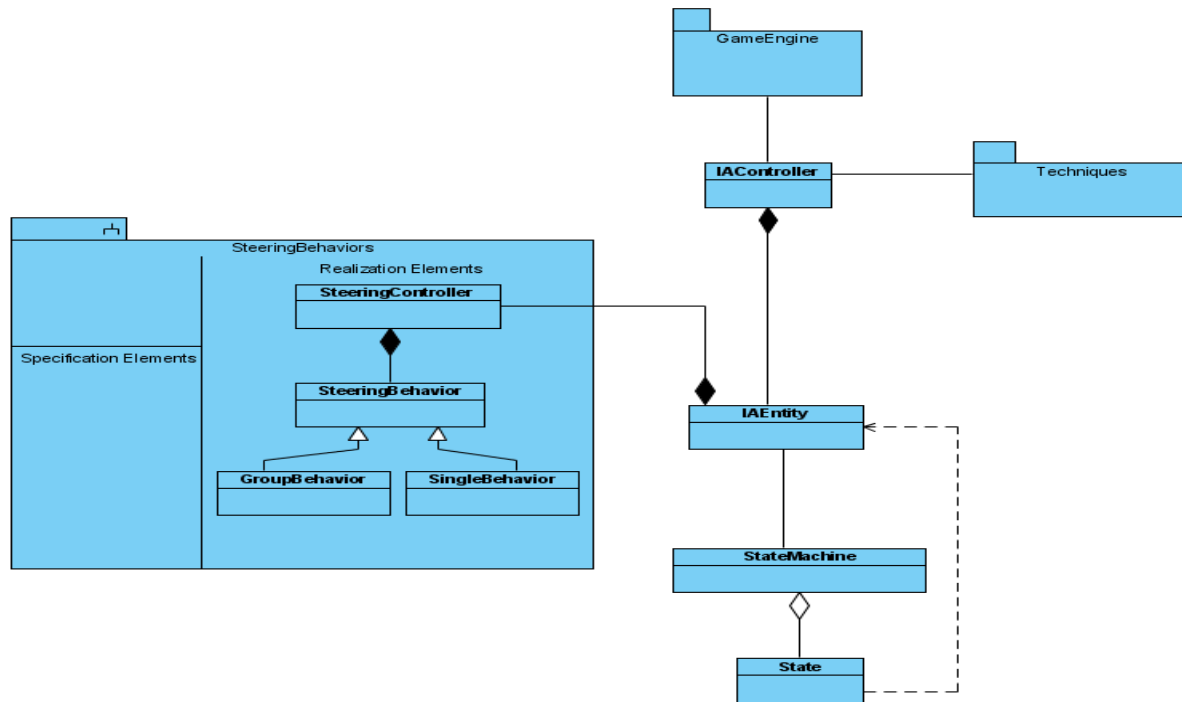 GameEngine
IAController
Techniques
SteeringBehaviors
Realization Elements
SteeringController
Specification Elements
SteeringBehavior
IAEntity
GroupBehavior
SingleBehavior
StateMachine
State